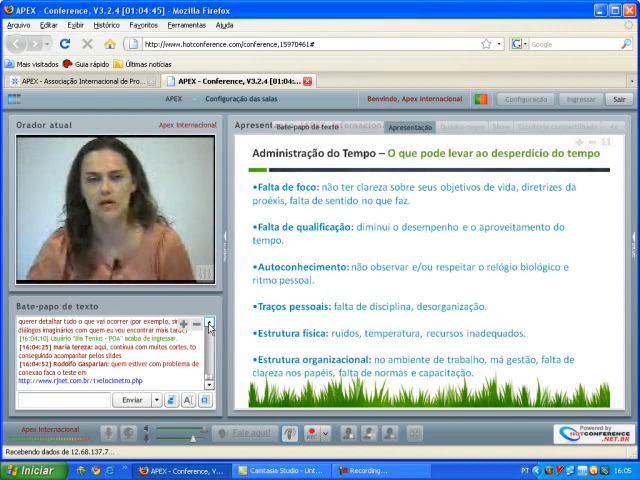 APEX - Conference, V3.2.4 [01:04:45] - Mozilla Firefox
Arquivo Editar Exibir Histórico Favoritos Ferramentas Ajuda
http://www.hotconference.com/conference,15970461#
Google
Mais visitados Guia rápido Últimas notícias
APEX - Associação Internacional de Pro...
APEX - Conference, V3.2.4 [01:04:...
APEX
Configuração das salas
Benvindo, Apex Internacional
Configuração
Ingressar
Sair
Orador atual
Apex Internacional
Bate-papo de texto
Apresentação
Administração do Tempo – O que pode levar ao desperdício do tempo
•Falta de foco: não ter clareza sobre seus objetivos de vida, diretrizes da
proéxis, falta de sentido no que faz.
•Falta de qualificação: diminui o desempenho e o aproveitamento do
tempo.
•Autoconhecimento: não observar e/ou respeitar o relógio biológico e
ritmo pessoal.
•Traços pessoais: falta de disciplina, desorganização.
•Estrutura física: ruidos, temperatura, recursos inadequados.
•Estrutura organizacional: no ambiente de trabalho, má gestão, falta de
clareza nos papéis, falta de normas e capacitação.
Bate-papo de texto
querer detalhar tudo o que vai ocorrer (por exemplo,
diálogos imaginários com quem eu vou encontrar mais
[16:04:10] Usuário "Bia Tenius - POA" acaba de ingressar.
[16:04:25] maria tereza: aqui, continua com muitos cortes, to
conseguindo acompanhar pelos slides
[16:04:52] Rodolfo Gasparian: quem estiver com problema de
conexao faca o teste em
http://www.rjnet.com.br/1velocimetro.php
Enviar
Apex Internacional
Fale aqui!
REC
Powered by
HOTCONFERENCE
.NET.BR
Recebendo dados de 12.68.137.7...
Iniciar
APEX - Conference, V...
Camtasia Studio - Unt...
Recording...
PT
16:05